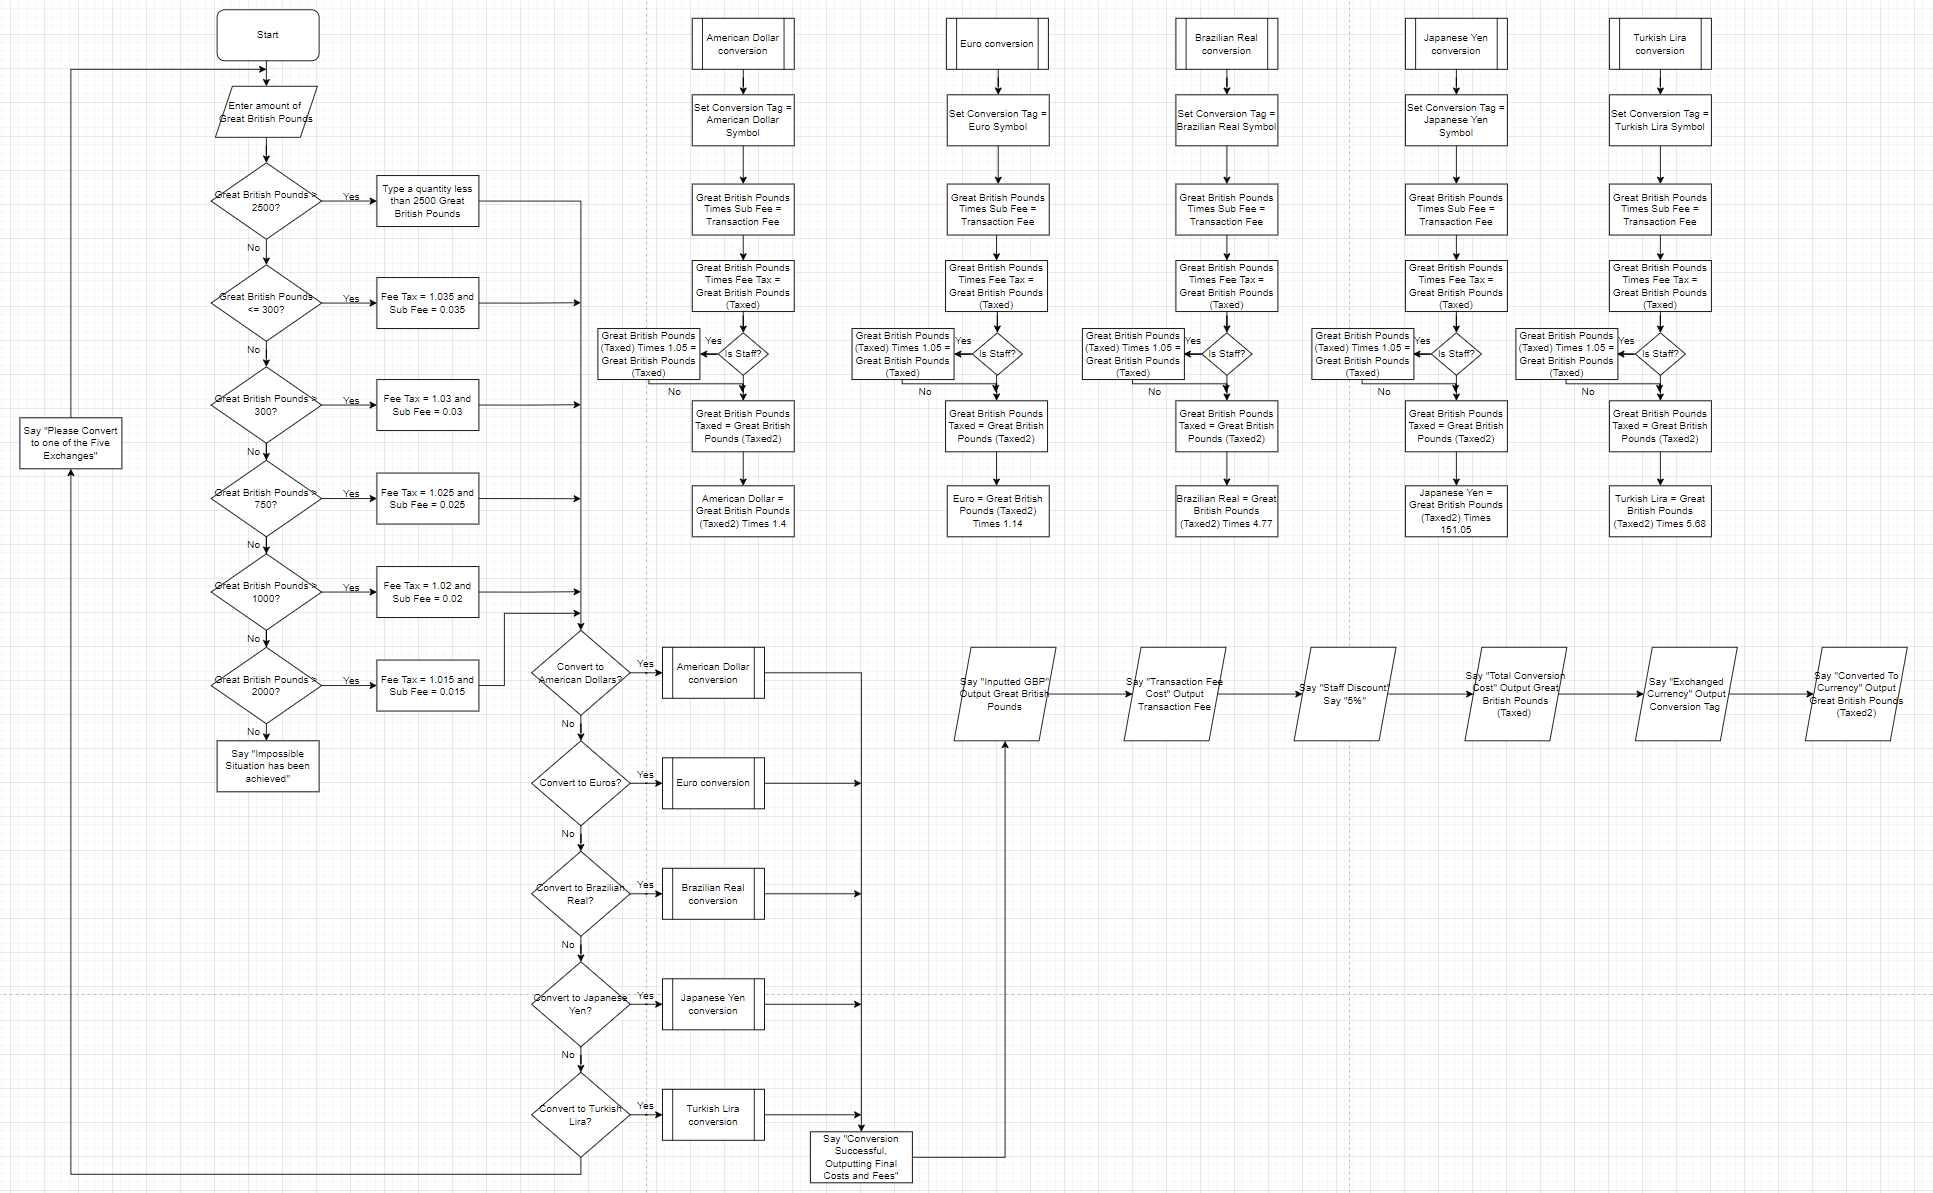 Start
Enter amount of
Great British Pounds
Great British Pounds >
2500?
Yes
Type a quantity less
than 2500 Great
British Pounds
No
Great British Pounds
<= 300?
Yes
Fee Tax = 1.035 and
Sub Fee = 0.035
No
Great British Pounds >
300?
Yes
Fee Tax = 1.03 and
Sub Fee = 0.03
No
Great British Pounds >
750?
Yes
Fee Tax = 1.025 and
Sub Fee = 0.025
No
Great British Pounds >
1000?
Yes
Fee Tax = 1.02 and
Sub Fee = 0.02
No
Great British Pounds >
2000?
Yes
Fee Tax = 1.015 and
Sub Fee = 0.015
No
Say "Impossible
Situation has been
achieved"
Say "Please Convert
to one of the Five
Exchanges"
Convert to
American Dollars?
Yes
American Dollar
conversion
No
Convert to Euros?
Yes
Euro conversion
No
Convert to Brazilian
Real?
Yes
Brazilian Real
conversion
No
Convert to Japanese
Yen?
Yes
Japanese Yen
conversion
No
Convert to Turkish
Lira?
Yes
Turkish Lira
conversion
Say "Conversion
Successful,
Outputting Final
Costs and Fees"
American Dollar
conversion
Set Conversion Tag =
American Dollar
Symbol
Great British Pounds
Times Sub Fee =
Transaction Fee
Great British Pounds
Times Fee Tax =
Great British Pounds
(Taxed)
Is Staff?
Yes
Great British Pounds
(Taxed) Times 1.05 =
Great British Pounds
(Taxed)
No
Great British Pounds
Taxed = Great British
Pounds (Taxed2)
American Dollar =
Great British Pounds
(Taxed2) Times 1.4
Euro conversion
Set Conversion Tag =
Euro Symbol
Great British Pounds
Times Sub Fee =
Transaction Fee
Great British Pounds
Times Fee Tax =
Great British Pounds
(Taxed)
Is Staff?
Yes
Great British Pounds
(Taxed) Times 1.05 =
Great British Pounds
(Taxed)
No
Great British Pounds
Taxed = Great British
Pounds (Taxed2)
Euro = Great British
Pounds (Taxed2)
Times 1.14
Brazilian Real
conversion
Set Conversion Tag =
Brazilian Real Symbol
Great British Pounds
Times Sub Fee =
Transaction Fee
Great British Pounds
Times Fee Tax =
Great British Pounds
(Taxed)
Is Staff?
Yes
Great British Pounds
(Taxed) Times 1.05 =
Great British Pounds
(Taxed)
No
Great British Pounds
Taxed = Great British
Pounds (Taxed2)
Brazilian Real = Great
British Pounds
(Taxed2) Times 4.77
Japanese Yen
conversion
Set Conversion Tag =
Japanese Yen
Symbol
Great British Pounds
Times Sub Fee =
Transaction Fee
Great British Pounds
Times Fee Tax =
Great British Pounds
(Taxed)
Is Staff?
Yes
Great British Pounds
(Taxed) Times 1.05 =
Great British Pounds
(Taxed)
No
Great British Pounds
Taxed = Great British
Pounds (Taxed2)
Japanese Yen =
Great British Pounds
(Taxed2) Times
151.05
Turkish Lira
conversion
Set Conversion Tag =
Turkish Lira Symbol
Great British Pounds
Times Sub Fee =
Transaction Fee
Great British Pounds
Times Fee Tax =
Great British Pounds
(Taxed)
Is Staff?
Yes
Great British Pounds
(Taxed) Times 1.05 =
Great British Pounds
(Taxed)
No
Great British Pounds
Taxed = Great British
Pounds (Taxed2)
Turkish Lira = Great
British Pounds
(Taxed2) Times 5.68
Say "Inputted GBP"
Output Great British
Pounds
Say "Transaction Fee
Cost" Output
Transaction Fee
Say "Staff Discount"
Say "5%"
Say "Total Conversion
Cost" Output Great
British Pounds
(Taxed)
Say "Exchanged
Currency" Output
Conversion Tag
Say "Converted To
Currency" Output
Great British Pounds
(Taxed2)